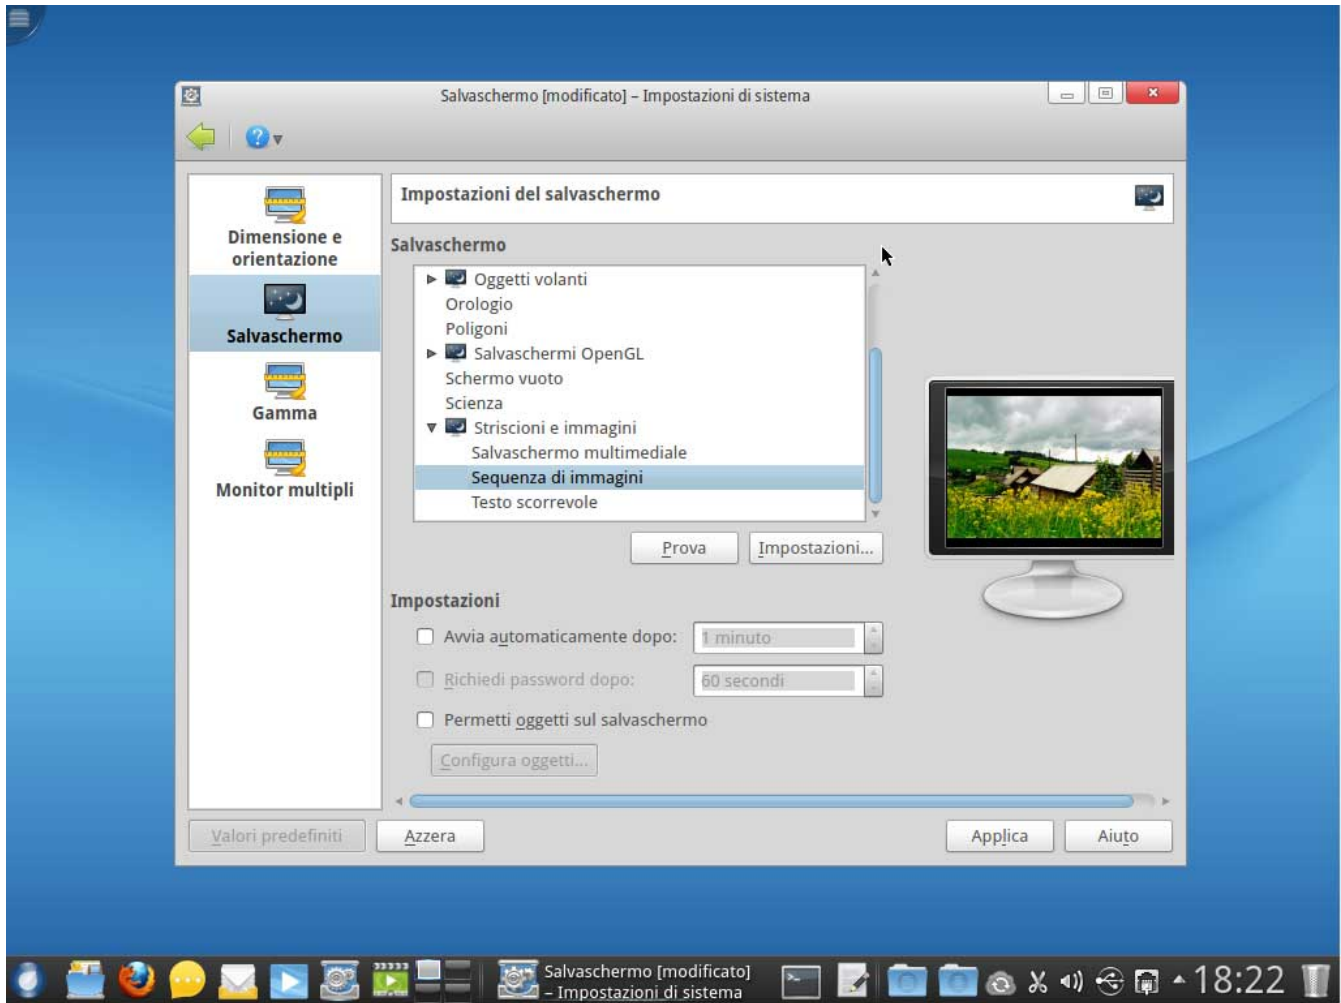 Salvaschermo [modificato] – Impostazioni di sistema
Dimensione e
orientazione
Salvaschermo
Gamma
Monitor multipli
Impostazioni del salvaschermo
Salvaschermo
Oggetti volanti
Orologio
Poligoni
Salvaschermi OpenGL
Schermo vuoto
Scienza
Striscioni e immagini
Salvaschermo multimediale
Sequenza di immagini
Testo scorrevole
Prova
Impostazioni...
Impostazioni
Avvia automaticamente dopo:
1 minuto
Richiedi password dopo:
60 secondi
Permetti oggetti sul salvaschermo
Configura oggetti...
Valori predefiniti
Azzera
Applica
Aiuto
Salvaschermo [modificato]
– Impostazioni di sistema
18:22